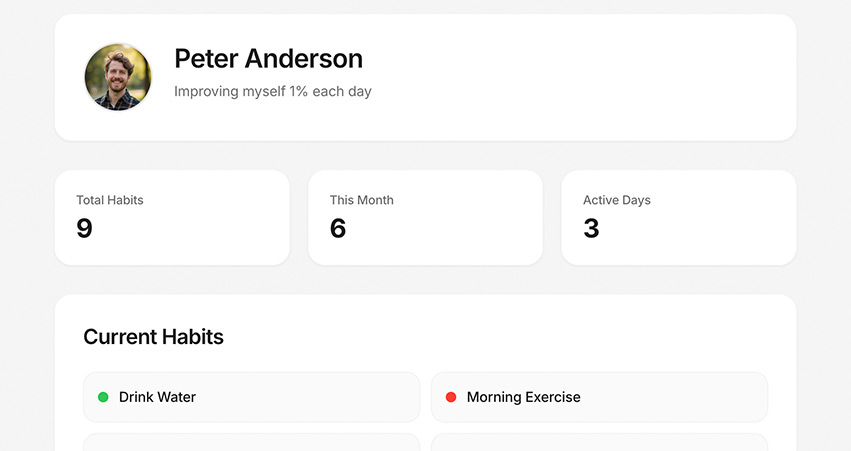 Peter Anderson
Improving myself 1% each day
Total Habits
9
This Month
6
Active Days
3
Current Habits
Drink Water
Morning Exercise